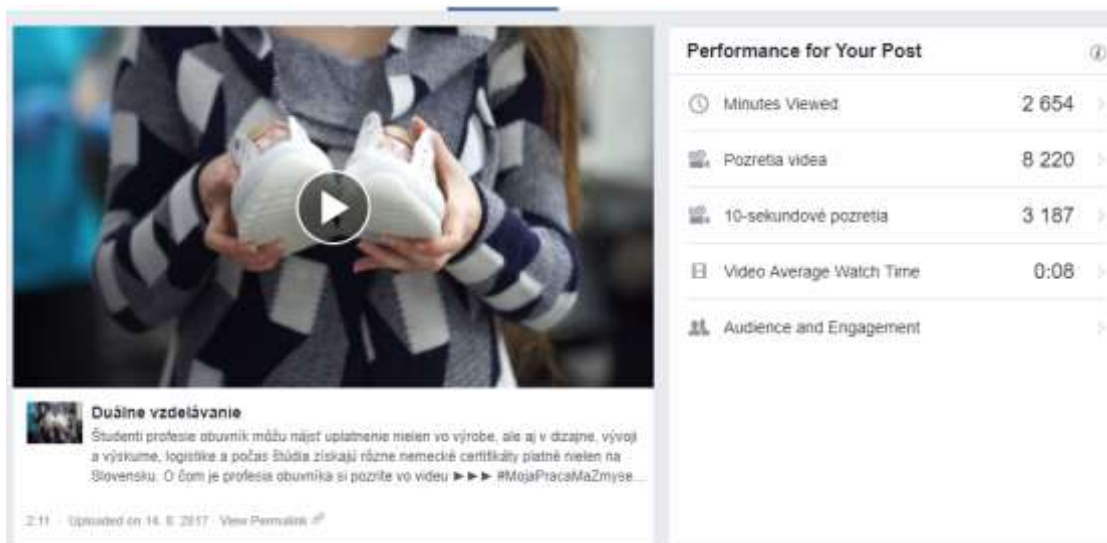 Performance for Your Post
Minutes Viewed 2 654
Pozretia videa 8 220
10-sekundové pozretia 3 187
Video Average Watch Time 0:08
Audience and Engagement
Duálne vzdelávanie
Študenti profesie obuvník môžu nájsť uplatnenie nielen vo výrobe, ale aj v dizajne, vývoji
a výskume, logistike a počas štúdia získajú rôzne nemecké certifikáty platné nielen na
Slovensku. O čom je profesia obuvníka si pozrite vo videu ►►► #MojaPracaMaZmyse...
2:11 · Uploaded on 14. 8. 2017 · View Permalink